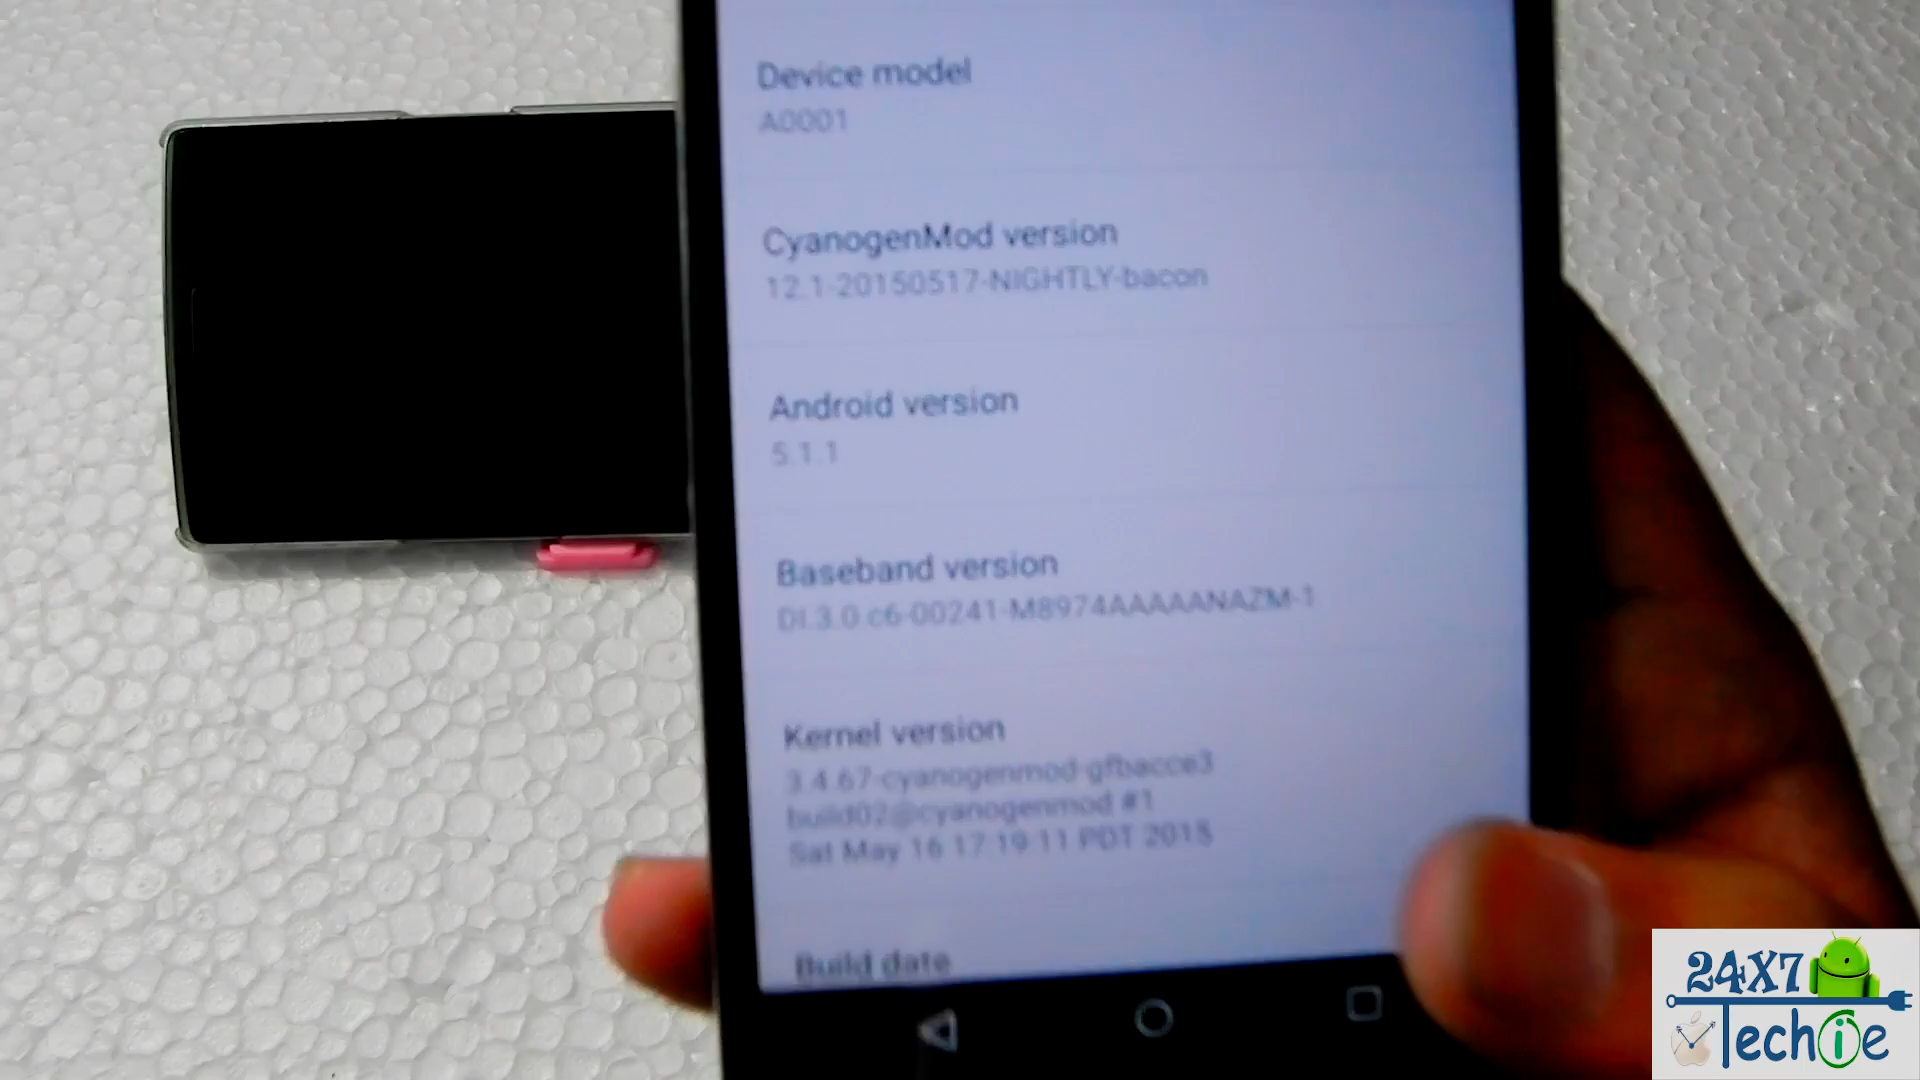 Device model
A0001
CyanogenMod version
12.1-20150517-NIGHTLY-bacon
Android version
5.1.1
Baseband version
DI.3.0.c6-00241-M8974AAAAANAZM-1
Kernel version
3.4.67-cyanogenmod-gfbacce3
build02@cyanogenmod #1
Sat May 16 17:19:11 PDT 2015
Build date
24X7
Techie